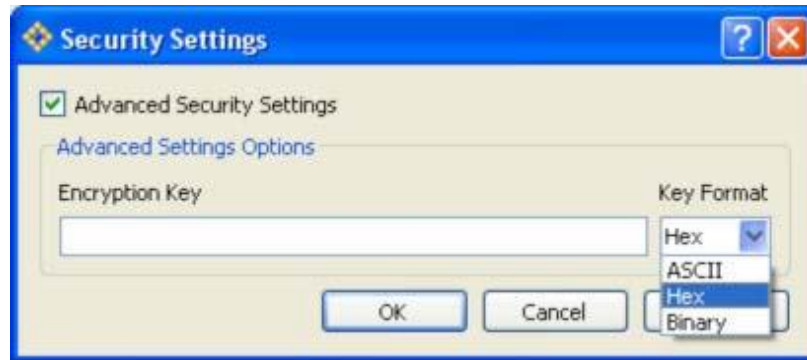 Security Settings
Advanced Security Settings
Advanced Settings Options
Encryption Key Key Format
Hex
ASCII
Hex
OK Cancel Binary